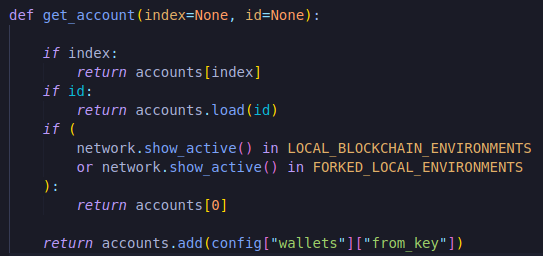 def get_account(index=None, id=None):
if index:
return accounts[index]
if id:
return accounts.load(id)
if (
network.show_active() in LOCAL_BLOCKCHAIN_ENVIRONMENTS
or network.show_active() in FORKED_LOCAL_ENVIRONMENTS
):
return accounts[0]
return accounts.add(config["wallets"]["from_key"])